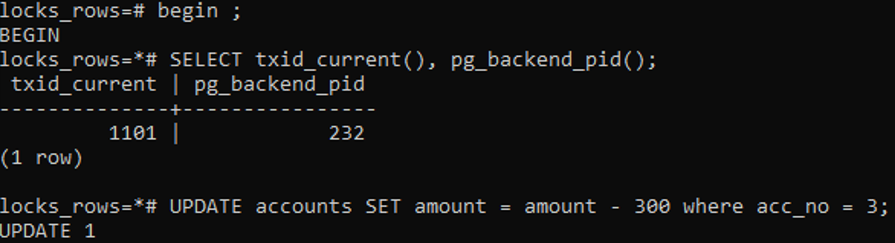 locks_rows=# begin ;
BEGIN
locks_rows=*# SELECT txid_current(), pg_backend_pid();
 txid_current | pg_backend_pid
--------------+----------------
         1101 |            232
(1 row)

locks_rows=*# UPDATE accounts SET amount = amount - 300 where acc_no = 3;
UPDATE 1